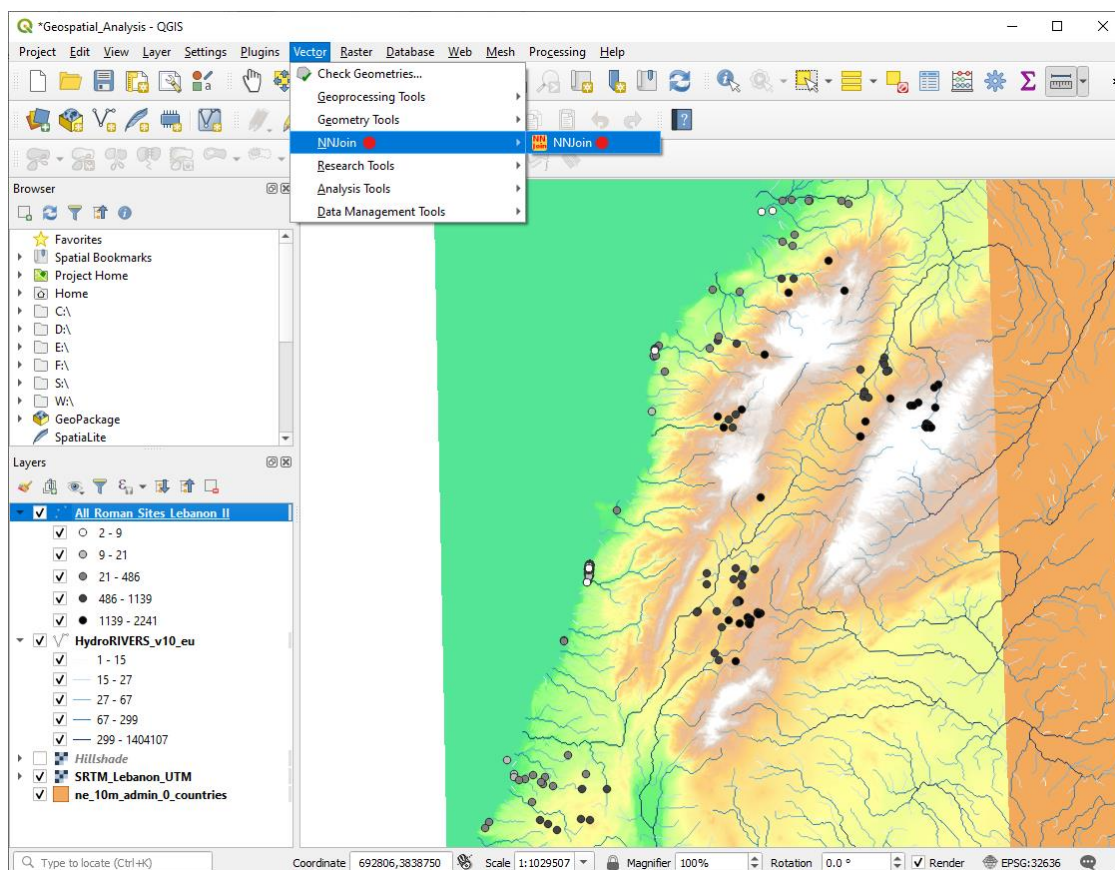 *Geospatial_Analysis - QGIS
Project Edit View Layer Settings Plugins Vector Raster Database Web Mesh Processing Help
Check Geometries...
Geoprocessing Tools
Geometry Tools
NNJoin
NN Join NNJoin
Research Tools
Analysis Tools
Data Management Tools
Browser
Favorites
Spatial Bookmarks
Project Home
Home
C:\
D:\
E:\
F:\
S:\
W:\
GeoPackage
SpatiaLite
Layers
All Roman Sites Lebanon II
2 - 9
9 - 21
21 - 486
486 - 1139
1139 - 2241
HydroRIVERS_v10_eu
1 - 15
15 - 27
27 - 67
67 - 299
299 - 1404107
Hillshade
SRTM_Lebanon_UTM
ne_10m_admin_0_countries
Type to locate (Ctrl+K) Coordinate 692806,3838750 Scale 1:1029507 Magnifier 100% Rotation 0.0 ° Render EPSG:32636